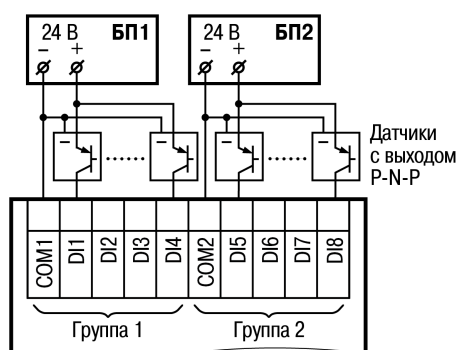 24 В БП1
– +
24 В БП2
– +
– – – –
Датчики
с выходом
P-N-P
COM1 DI1 DI2 DI3 DI4 COM2 DI5 DI6 DI7 DI8
Группа 1 Группа 2